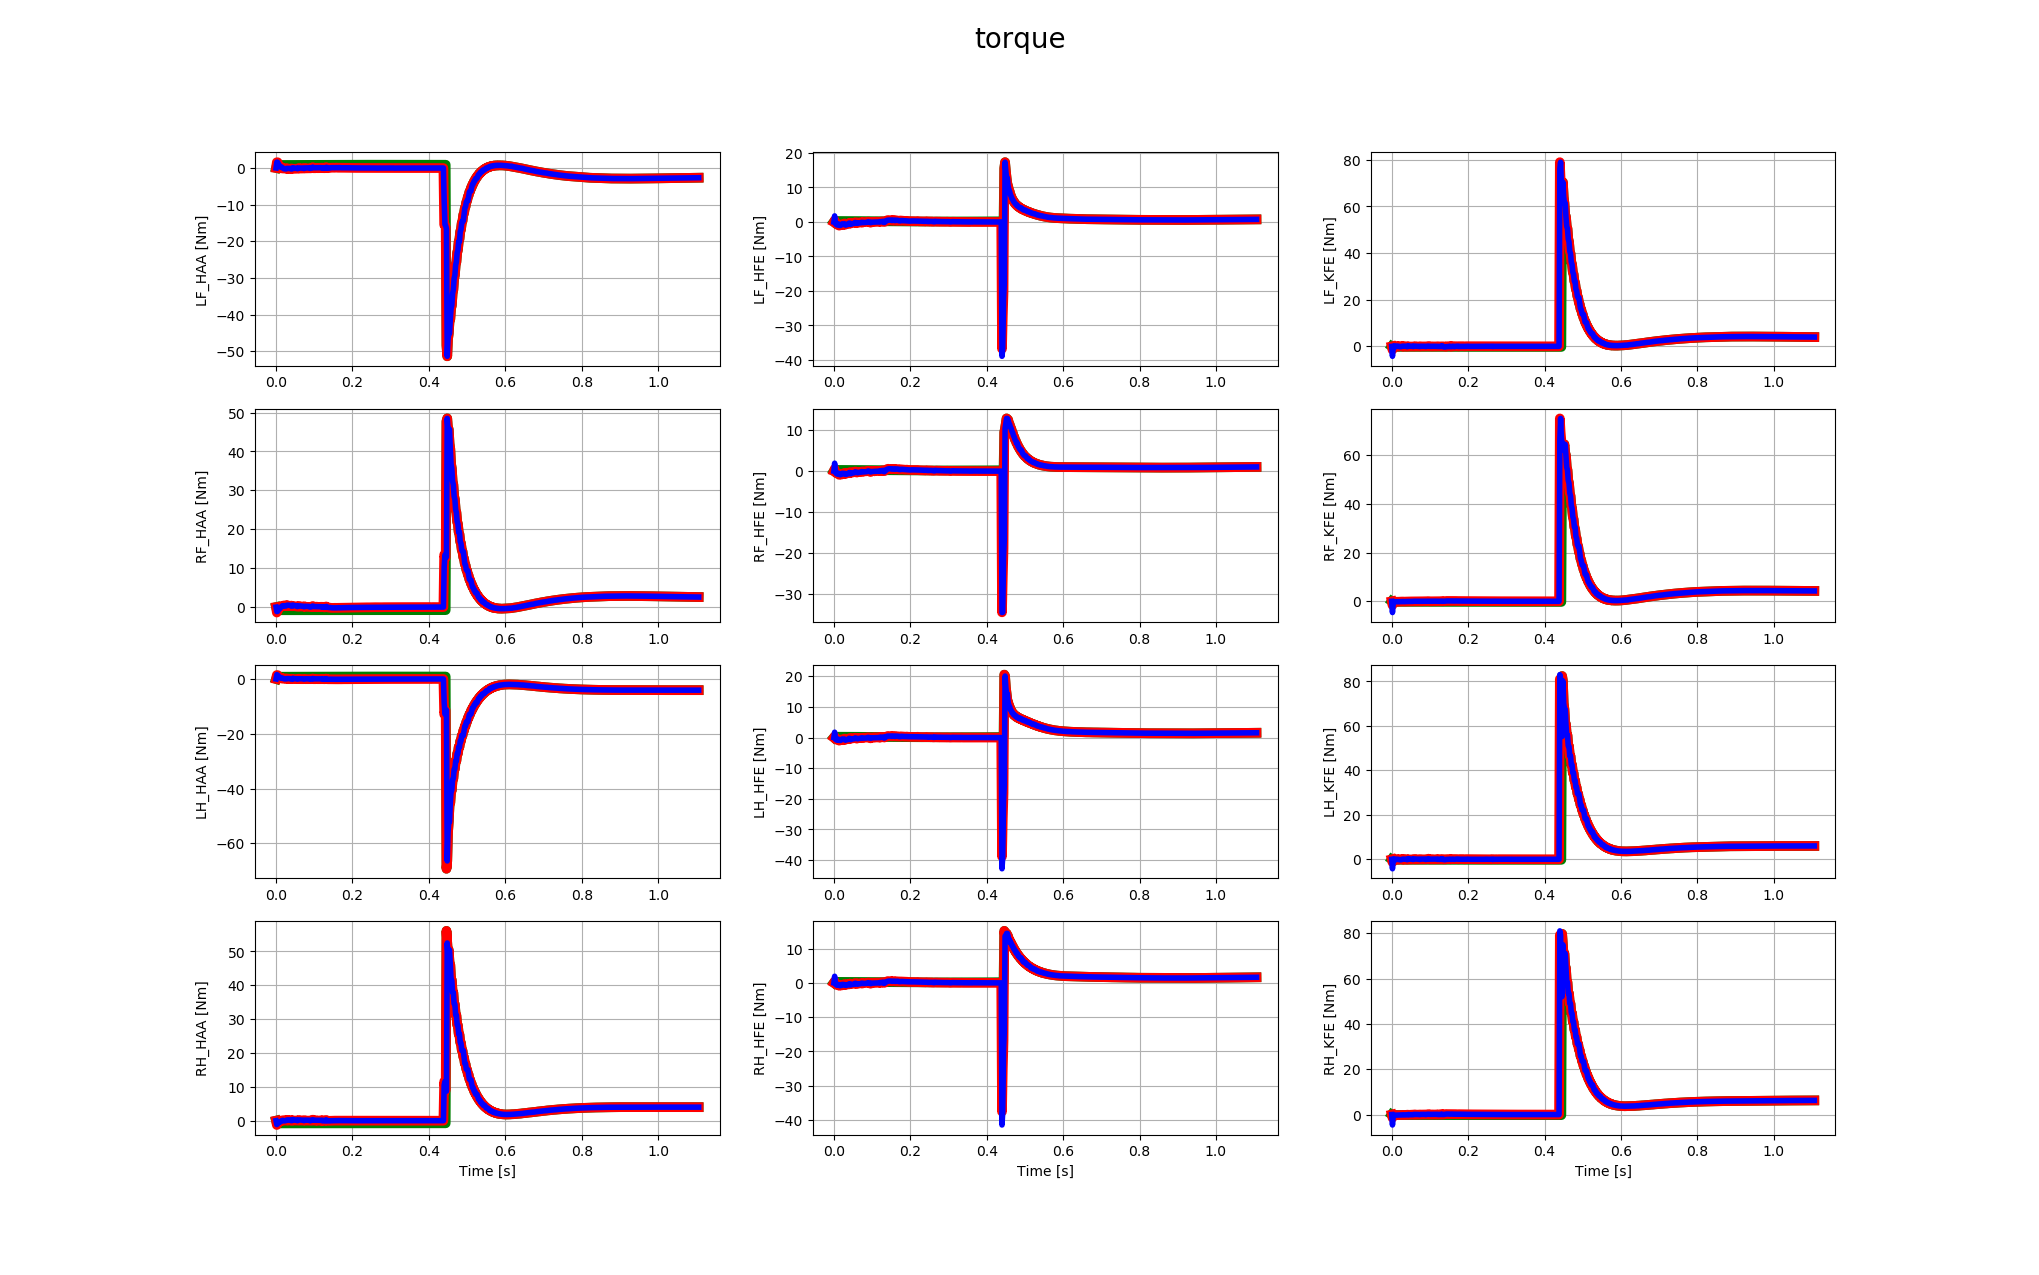 torque
LF_HAA [Nm]
0
−10
−20
−30
−40
−50
0.0 0.2 0.4 0.6 0.8 1.0
LF_HFE [Nm]
20
10
0
−10
−20
−30
−40
0.0 0.2 0.4 0.6 0.8 1.0
LF_KFE [Nm]
80
60
40
20
0
0.0 0.2 0.4 0.6 0.8 1.0
RF_HAA [Nm]
50
40
30
20
10
0
0.0 0.2 0.4 0.6 0.8 1.0
RF_HFE [Nm]
10
0
−10
−20
−30
0.0 0.2 0.4 0.6 0.8 1.0
RF_KFE [Nm]
60
40
20
0
0.0 0.2 0.4 0.6 0.8 1.0
LH_HAA [Nm]
0
−20
−40
−60
0.0 0.2 0.4 0.6 0.8 1.0
LH_HFE [Nm]
20
10
0
−10
−20
−30
−40
0.0 0.2 0.4 0.6 0.8 1.0
LH_KFE [Nm]
80
60
40
20
0
0.0 0.2 0.4 0.6 0.8 1.0
RH_HAA [Nm]
50
40
30
20
10
0
0.0 0.2 0.4 0.6 0.8 1.0
Time [s]
RH_HFE [Nm]
10
0
−10
−20
−30
−40
0.0 0.2 0.4 0.6 0.8 1.0
Time [s]
RH_KFE [Nm]
80
60
40
20
0
0.0 0.2 0.4 0.6 0.8 1.0
Time [s]